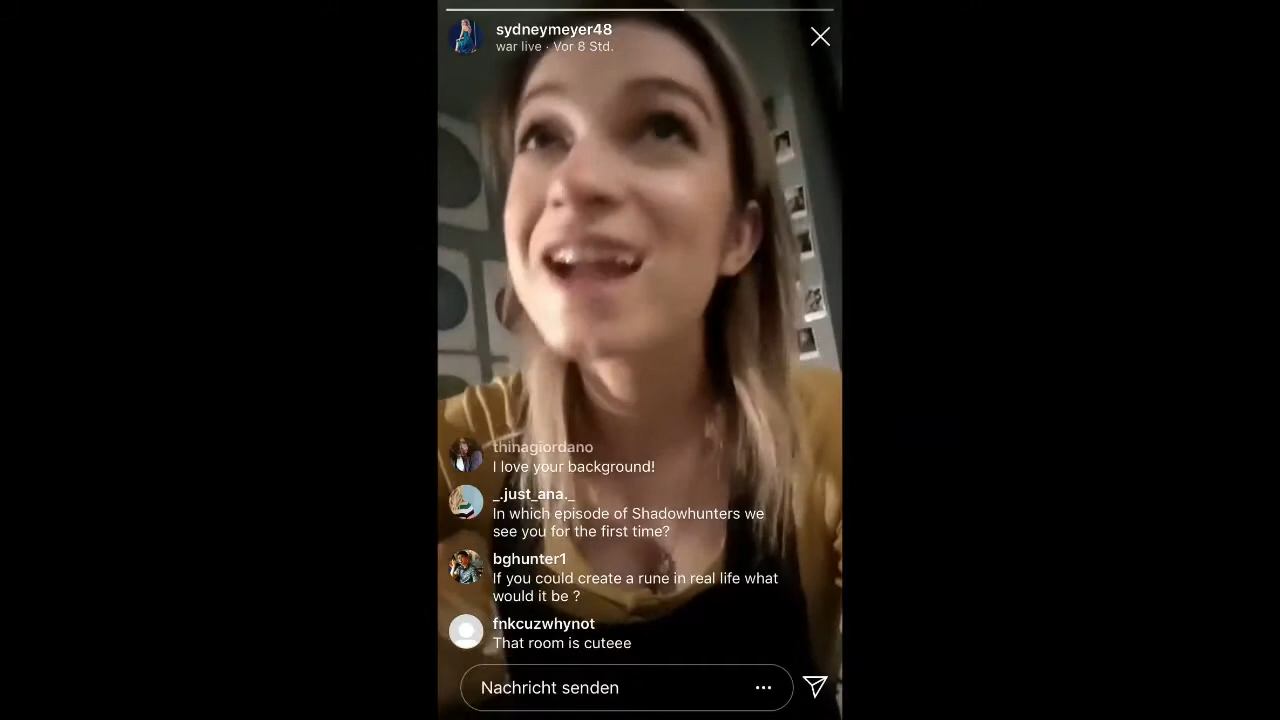 sydneymeyer48
war live · Vor 8 Std.
thinagiordano
I love your background!
_.just_ana._
In which episode of Shadowhunters we
see you for the first time?
bghunter1
If you could create a rune in real life what
would it be ?
fnkcuzwhynot
That room is cuteee
Nachricht senden